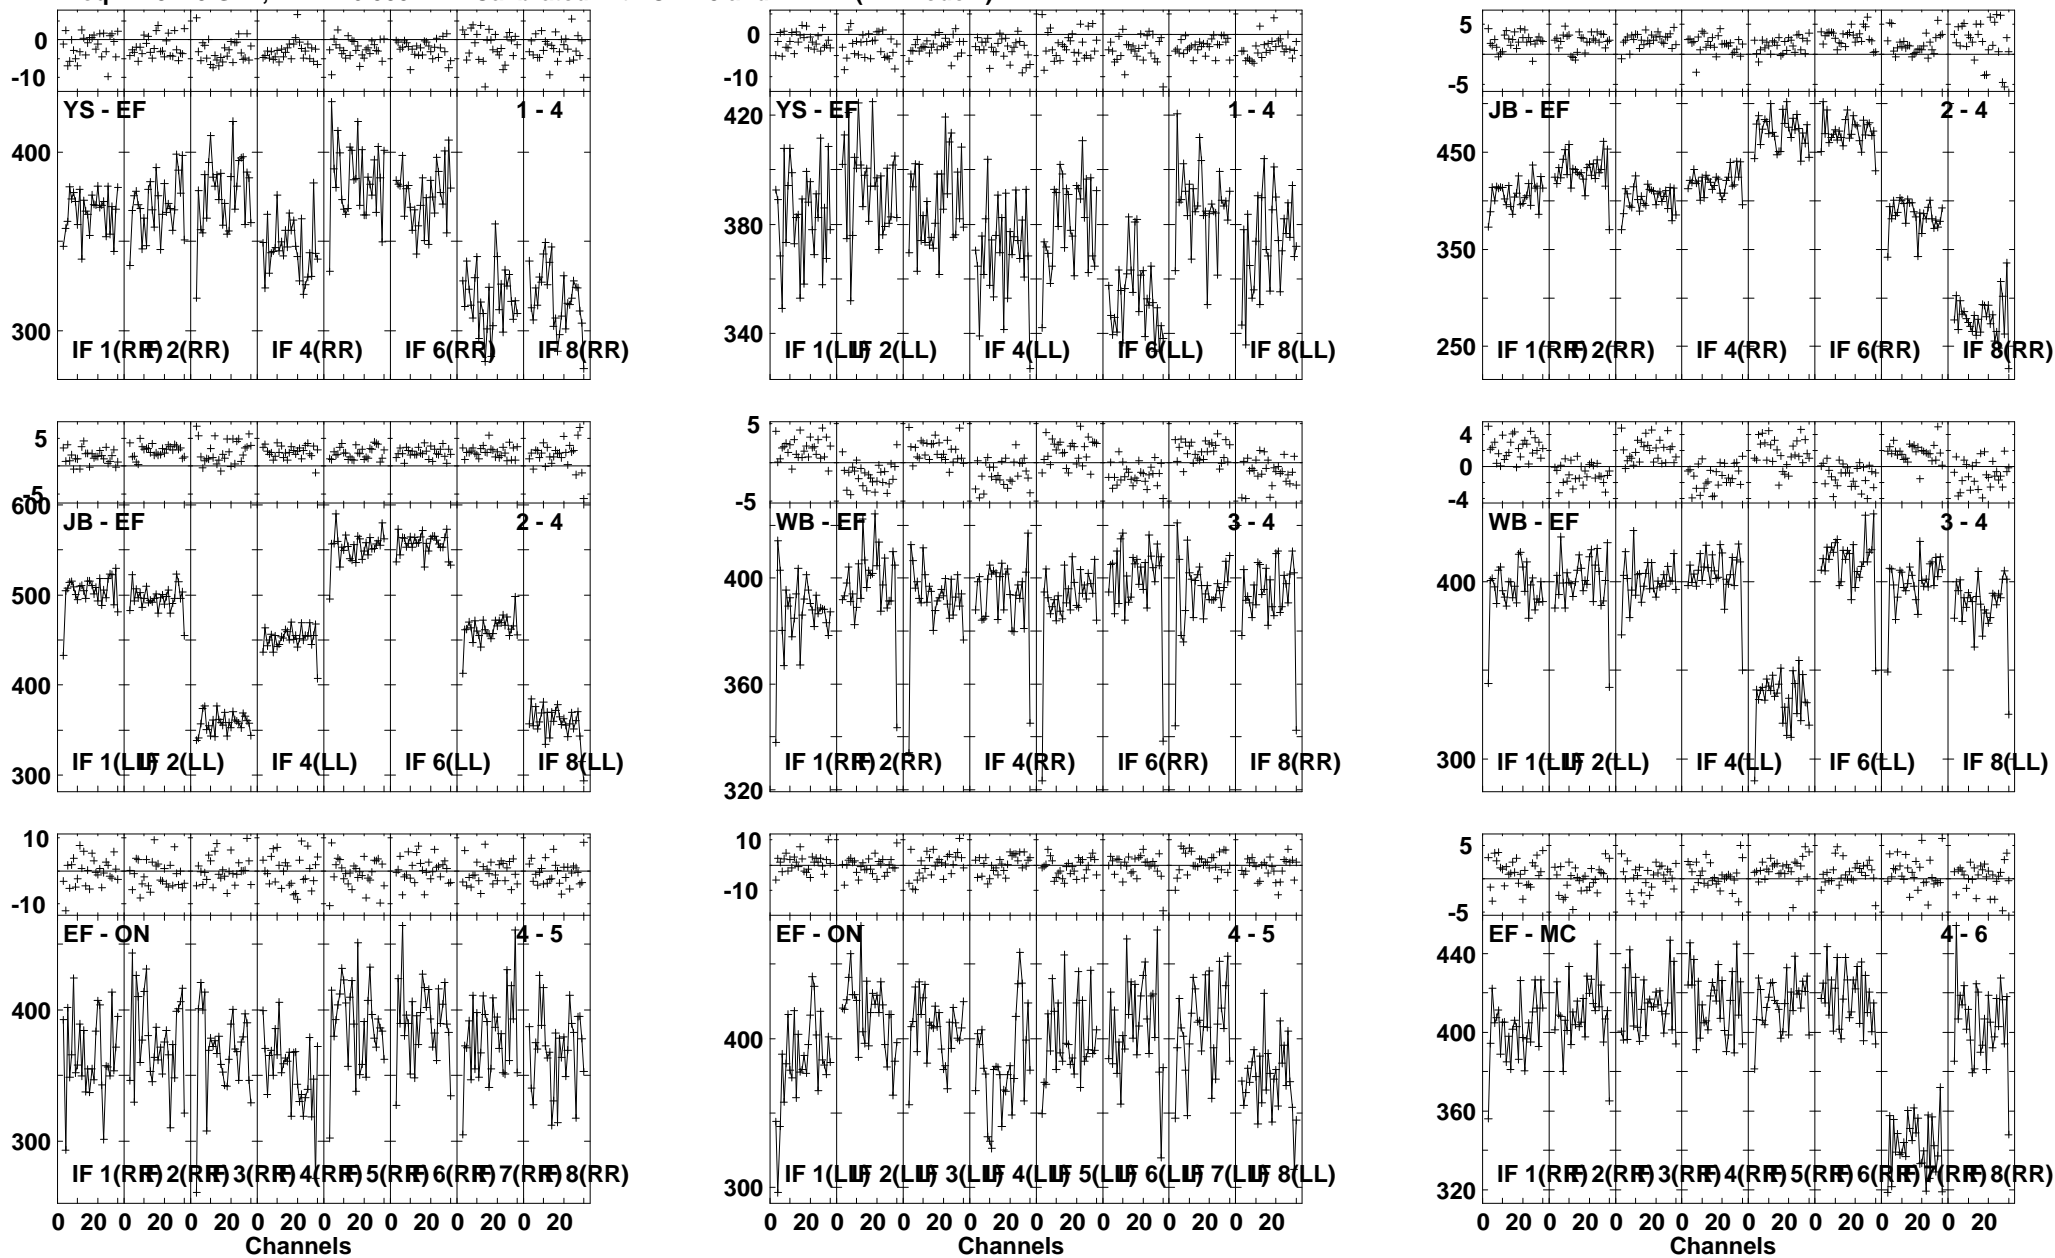 0 0 5
-10 -10 -5
YS - EF 1 - 4 YS - EF 1 - 4 JB - EF 2 - 4
400 420 450
380 350
300 340 250
IF 1(RR) IF 2(RR) IF 4(RR) IF 6(RR) IF 8(RR)
IF 1(LL) IF 2(LL) IF 4(LL) IF 6(LL) IF 8(LL)
IF 1(RR) IF 2(RR) IF 4(RR) IF 6(RR) IF 8(RR)
5 5 4
0
-5 -5 -4
600
JB - EF 2 - 4 WB - EF 3 - 4 WB - EF 3 - 4
500 400 400
400 360
300 320 300
IF 1(LL) IF 2(LL) IF 4(LL) IF 6(LL) IF 8(LL)
IF 1(RR) IF 2(RR) IF 4(RR) IF 6(RR) IF 8(RR)
IF 1(LL) IF 2(LL) IF 4(LL) IF 6(LL) IF 8(LL)
10 10 5
-10 -10 -5
EF - ON 4 - 5 EF - ON 4 - 5 EF - MC 4 - 6
400 400 440
400
360
300 300 320
IF 1(RR) IF 2(RR) IF 3(RR) IF 4(RR) IF 5(RR) IF 6(RR) IF 7(RR) IF 8(RR)
IF 1(LL) IF 2(LL) IF 3(LL) IF 4(LL) IF 5(LL) IF 6(LL) IF 7(LL) IF 8(LL)
IF 1(RR) IF 2(RR) IF 3(RR) IF 4(RR) IF 5(RR) IF 6(RR) IF 7(RR) IF 8(RR)
0 20 0 20 0 20 0 20 0 20 0 20 0 20 0 20
0 20 0 20 0 20 0 20 0 20 0 20 0 20 0 20
0 20 0 20 0 20 0 20 0 20 0 20 0 20 0 20
Channels Channels Channels